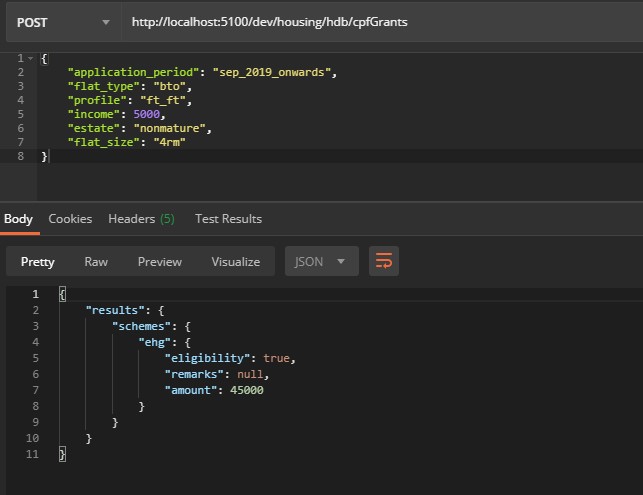 POST http://localhost:5100/dev/housing/hdb/cpfGrants
1 {
2 "application_period": "sep_2019_onwards",
3 "flat_type": "bto",
4 "profile": "ft_ft",
5 "income": 5000,
6 "estate": "nonmature",
7 "flat_size": "4rm"
8 }
Body Cookies Headers (5) Test Results
Pretty Raw Preview Visualize JSON
1 {
2 "results": {
3 "schemes": {
4 "ehg": {
5 "eligibility": true,
6 "remarks": null,
7 "amount": 45000
8 }
9 }
10 }
11 }